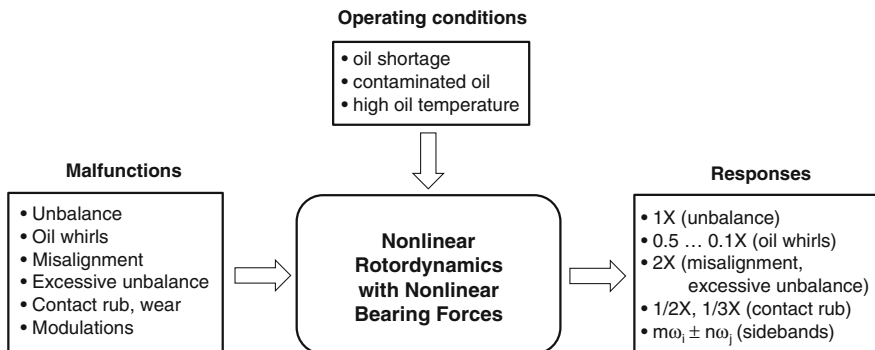 Operating conditions
• oil shortage
• contaminated oil
• high oil temperature
Malfunctions
• Unbalance
• Oil whirls
• Misalignment
• Excessive unbalance
• Contact rub, wear
• Modulations
Nonlinear
Rotordynamics
with Nonlinear
Bearing Forces
Responses
• 1X (unbalance)
• 0.5 ... 0.1X (oil whirls)
• 2X (misalignment,
excessive unbalance)
• 1/2X, 1/3X (contact rub)
• mωi ± nωj (sidebands)